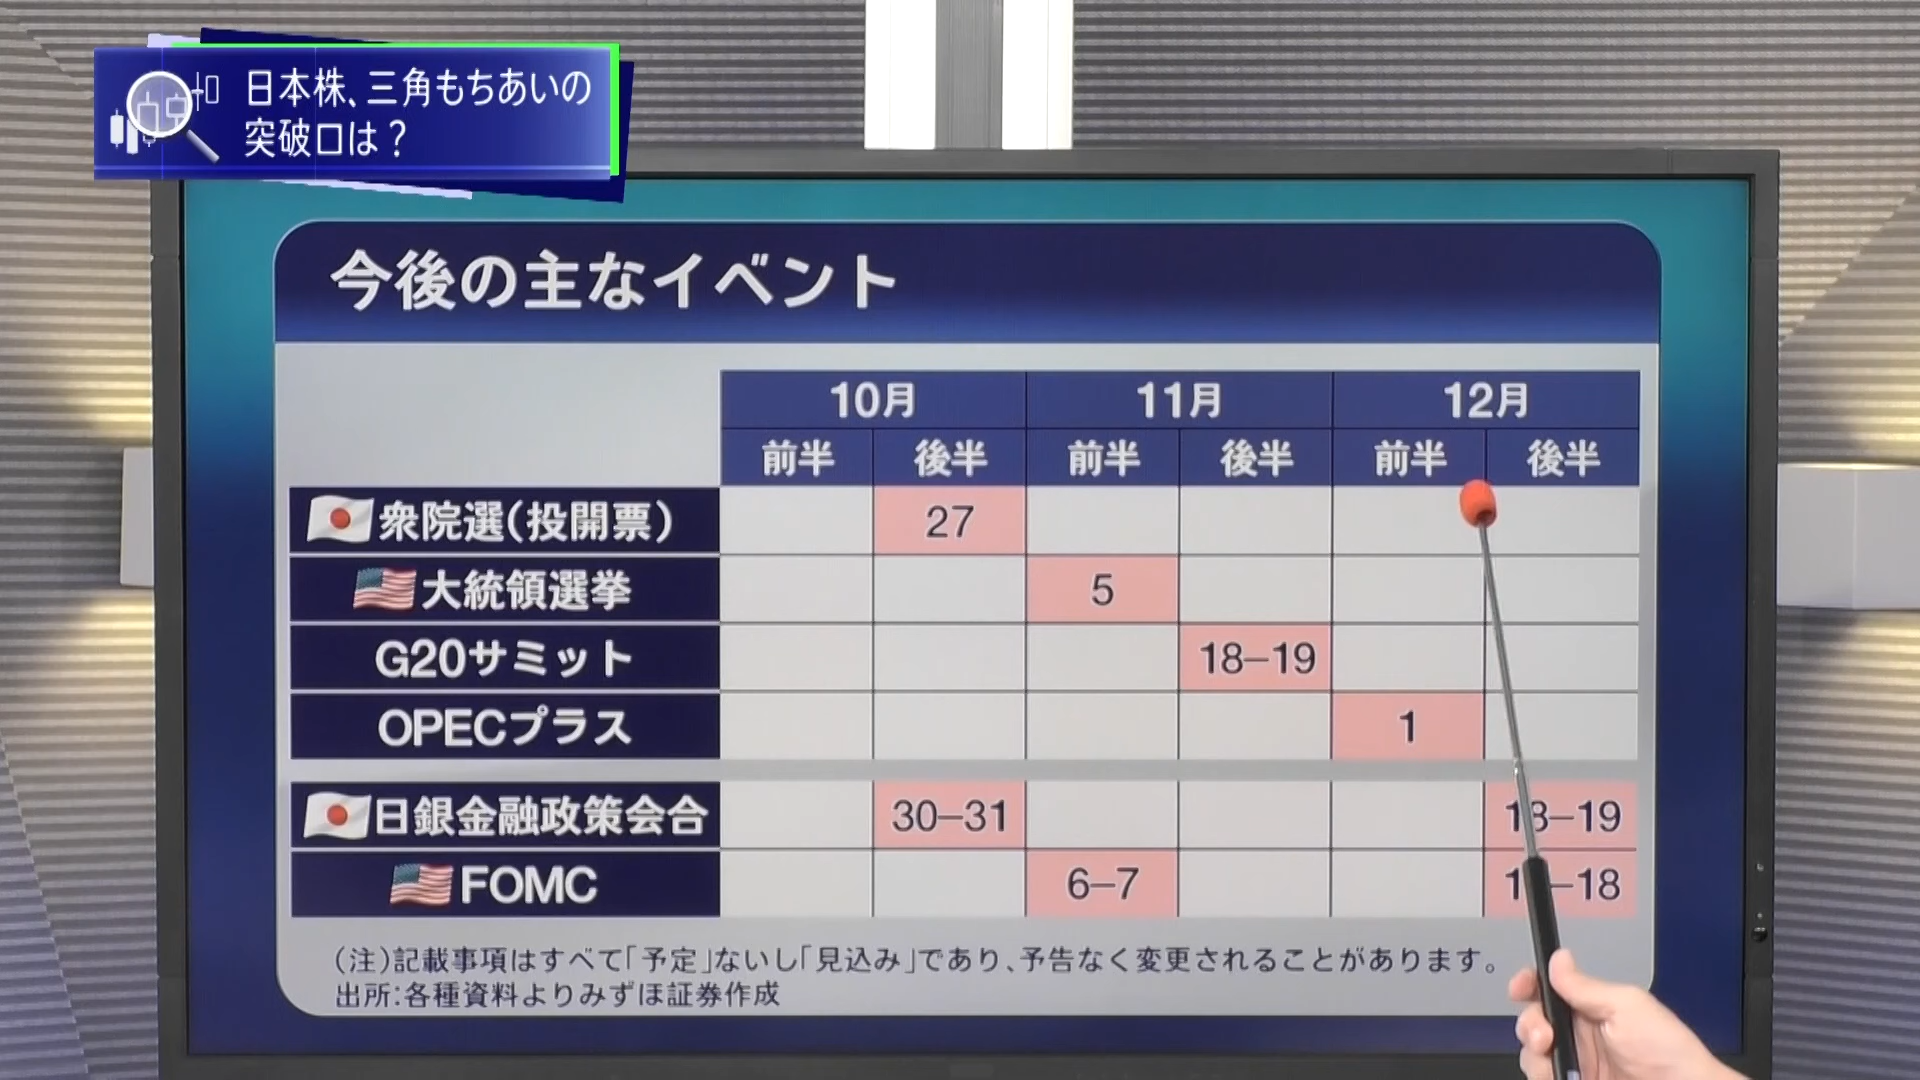 日本株、三角もちあいの
突破口は？
今後の主なイベント
10月 11月 12月
前半 後半 前半 後半 前半 後半
衆院選(投開票) 27
大統領選挙 5
G20サミット 18–19
OPECプラス 1
日銀金融政策会合 30–31 18–19
FOMC 6–7 –18
(注)記載事項はすべて「予定」ないし「見込み」であり、予告なく変更されることがあります。
出所:各種資料よりみずほ証券作成